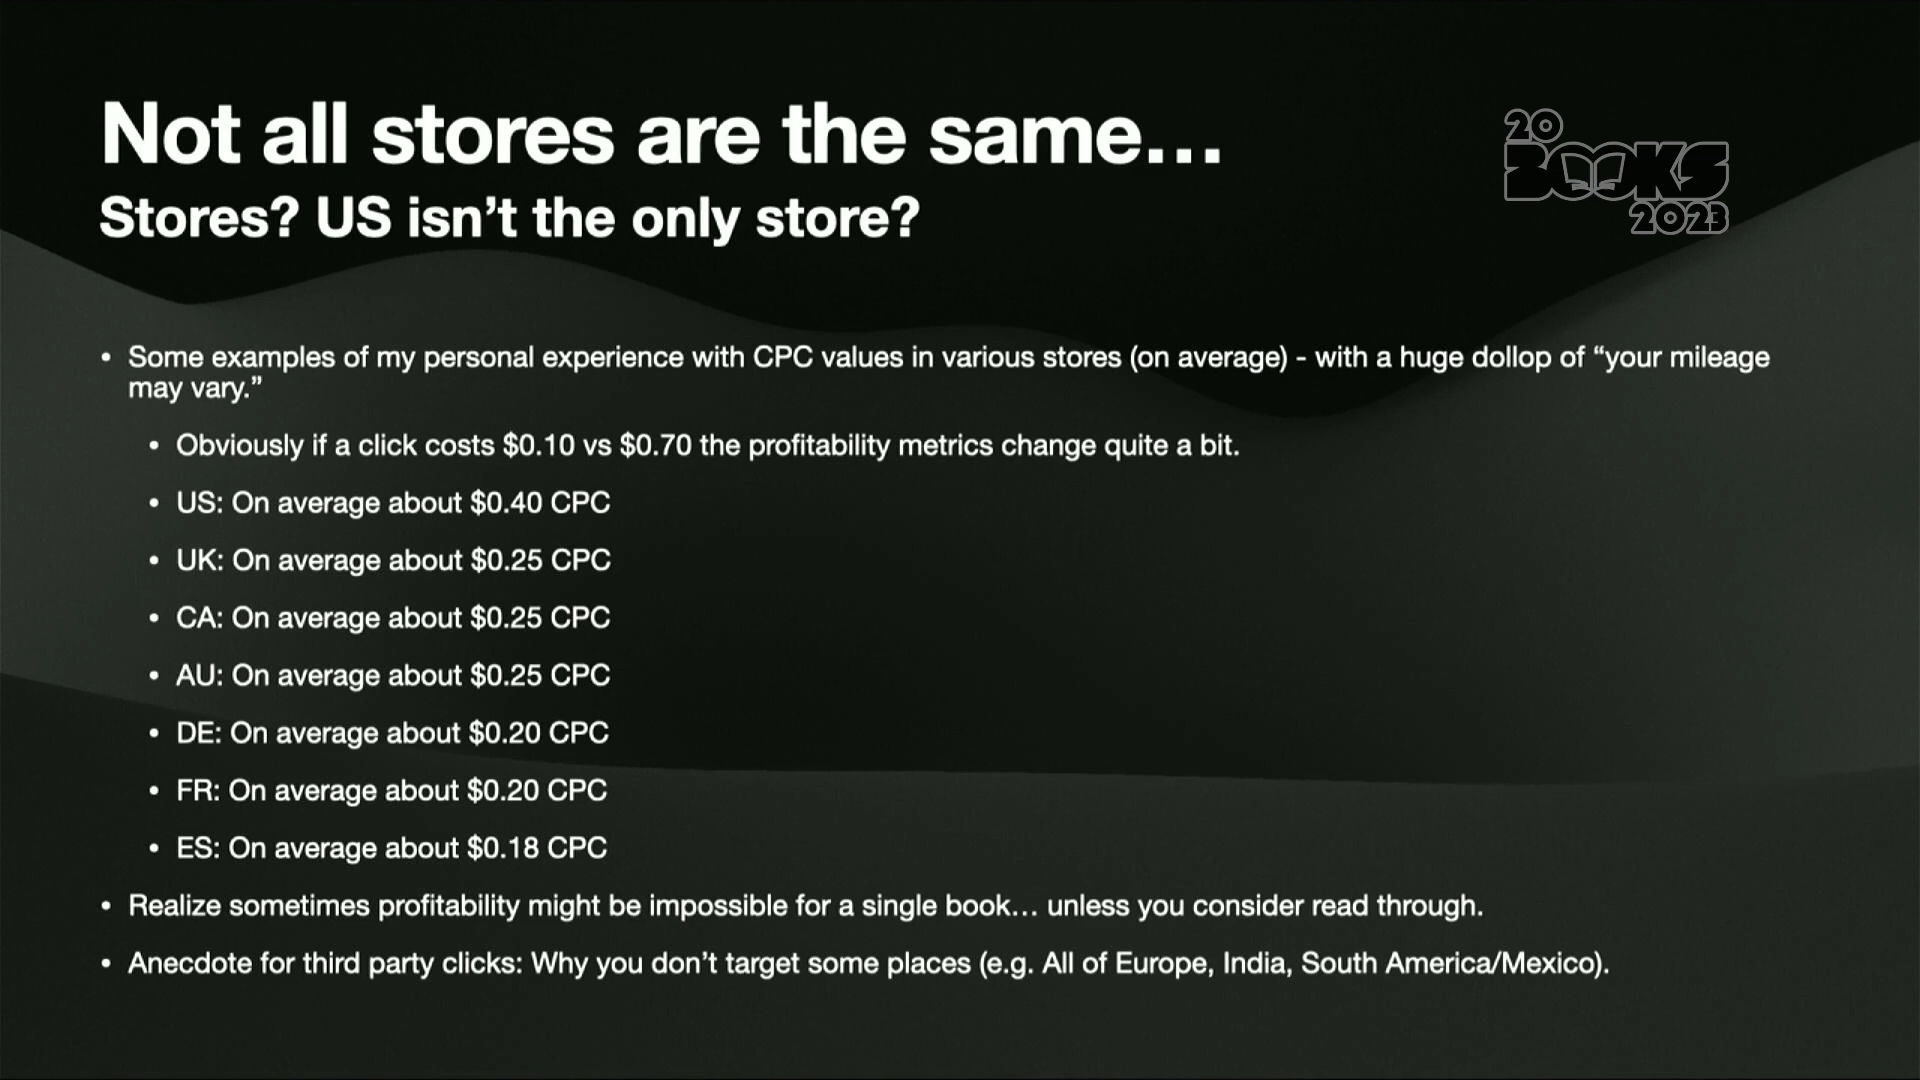 Not all stores are the same…
20
BOOKS
2023
Stores? US isn’t the only store?
• Some examples of my personal experience with CPC values in various stores (on average) - with a huge dollop of “your mileage
may vary.”
• Obviously if a click costs $0.10 vs $0.70 the profitability metrics change quite a bit.
• US: On average about $0.40 CPC
• UK: On average about $0.25 CPC
• CA: On average about $0.25 CPC
• AU: On average about $0.25 CPC
• DE: On average about $0.20 CPC
• FR: On average about $0.20 CPC
• ES: On average about $0.18 CPC
• Realize sometimes profitability might be impossible for a single book… unless you consider read through.
• Anecdote for third party clicks: Why you don’t target some places (e.g. All of Europe, India, South America/Mexico).